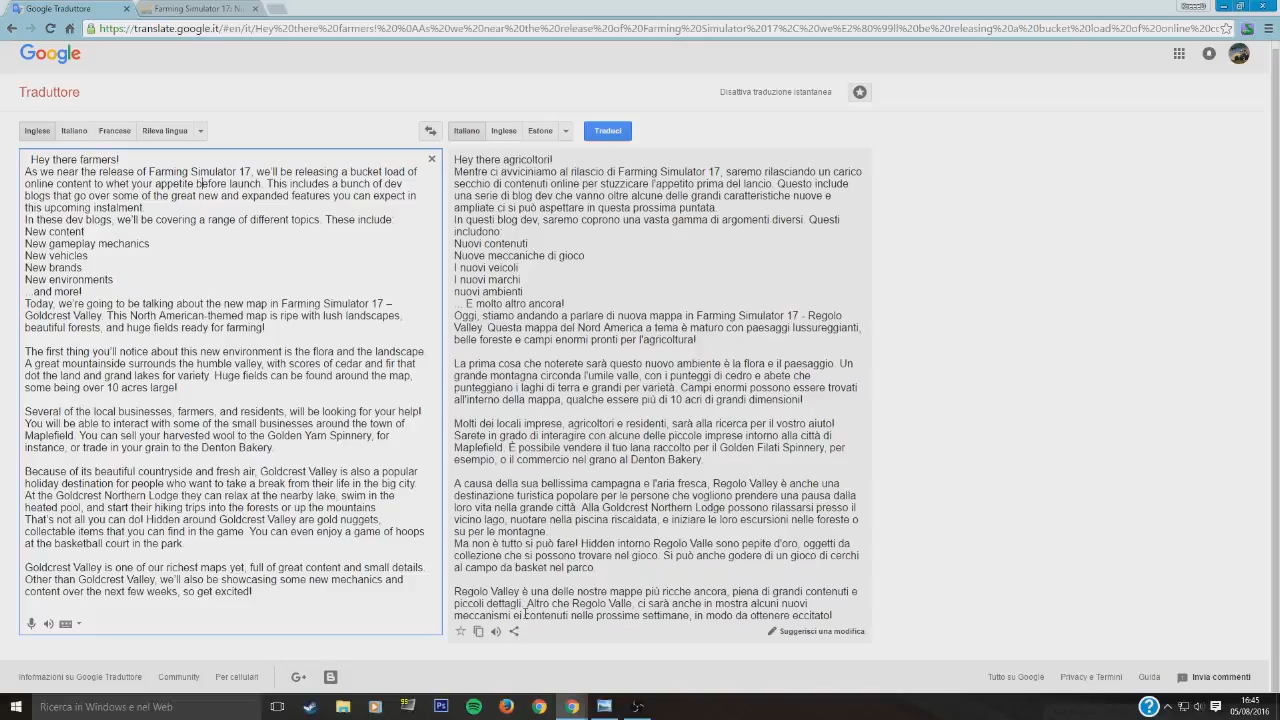 Google Traduttore
Farming Simulator 17: Ne
https://translate.google.it/#en/it/Hey%20there%20farmers!%20%0AAs%20we%20near%20the%20release%20of%20Farming%20Simulator%2017%2C%20we%E2%80%99ll%20be%20releasing%20a%20bucket%20load%20of%20online%20cc
Google
Traduttore
Disattiva traduzione istantanea
Inglese Italiano Francese Rileva lingua
Italiano Inglese Estone Traduci
Hey there farmers!
As we near the release of Farming Simulator 17, we'll be releasing a bucket load of
online content to whet your appetite before launch. This includes a bunch of dev
blogs that go over some of the great new and expanded features you can expect in
this upcoming instalment.
In these dev blogs, we'll be covering a range of different topics. These include:
New content
New gameplay mechanics
New vehicles
New brands
New environments
...and more!
Today, we're going to be talking about the new map in Farming Simulator 17 –
Goldcrest Valley. This North American-themed map is ripe with lush landscapes,
beautiful forests, and huge fields ready for farming!
The first thing you'll notice about this new environment is the flora and the landscape.
A great mountainside surrounds the humble valley, with scores of cedar and fir that
dot the land and grand lakes for variety. Huge fields can be found around the map,
some being over 10 acres large!
Several of the local businesses, farmers, and residents, will be looking for your help!
You will be able to interact with some of the small businesses around the town of
Maplefield. You can sell your harvested wool to the Golden Yarn Spinnery, for
instance, or trade in your grain to the Denton Bakery.
Because of its beautiful countryside and fresh air, Goldcrest Valley is also a popular
holiday destination for people who want to take a break from their life in the big city.
At the Goldcrest Northern Lodge they can relax at the nearby lake, swim in the
heated pool, and start their hiking trips into the forests or up the mountains
That's not all you can do! Hidden around Goldcrest Valley are gold nuggets,
collectable items that you can find in the game. You can even enjoy a game of hoops
at the basketball court in the park.
Goldcrest Valley is one of our richest maps yet, full of great content and small details.
Other than Goldcrest Valley, we'll also be showcasing some new mechanics and
content over the next few weeks, so get excited!
Hey there agricoltori!
Mentre ci avviciniamo al rilascio di Farming Simulator 17, saremo rilasciando un carico
secchio di contenuti online per stuzzicare l'appetito prima del lancio. Questo include
una serie di blog dev che vanno oltre alcune delle grandi caratteristiche nuove e
ampliate ci si può aspettare in questa prossima puntata.
In questi blog dev, saremo coprono una vasta gamma di argomenti diversi. Questi
includono:
Nuovi contenuti
Nuove meccaniche di gioco
I nuovi veicoli
I nuovi marchi
nuovi ambienti
... E molto altro ancora!
Oggi, stiamo andando a parlare di nuova mappa in Farming Simulator 17 - Regolo
Valley. Questa mappa del Nord America a tema è maturo con paesaggi lussureggianti,
belle foreste e campi enormi pronti per l'agricoltura!
La prima cosa che noterete sarà questo nuovo ambiente è la flora e il paesaggio. Un
grande montagna circonda l'umile valle, con i punteggi di cedro e abete che
punteggiano i laghi di terra e grandi per varietà. Campi enormi possono essere trovati
all'interno della mappa, qualche essere più di 10 acri di grandi dimensioni!
Molti dei locali imprese, agricoltori e residenti, sarà alla ricerca per il vostro aiuto!
Sarete in grado di interagire con alcune delle piccole imprese intorno alla città di
Maplefield. È possibile vendere il tuo lana raccolto per il Golden Filati Spinnery, per
esempio, o il commercio nel grano al Denton Bakery.
A causa della sua bellissima campagna e l'aria fresca, Regolo Valley è anche una
destinazione turistica popolare per le persone che vogliono prendere una pausa dalla
loro vita nella grande città. Alla Goldcrest Northern Lodge possono rilassarsi presso il
vicino lago, nuotare nella piscina riscaldata, e iniziare le loro escursioni nelle foreste o
su per le montagne.
Ma non è tutto si può fare! Hidden intorno Regolo Valle sono pepite d'oro, oggetti da
collezione che si possono trovare nel gioco. Si può anche godere di un gioco di cerchi
al campo da basket nel parco.
Regolo Valley è una delle nostre mappe più ricche ancora, piena di grandi contenuti e
piccoli dettagli. Altro che Regolo Valle, ci sarà anche in mostra alcuni nuovi
meccanismi ei contenuti nelle prossime settimane, in modo da ottenere eccitato!
Suggerisci una modifica
Informazioni su Google Traduttore Community Per cellulari G+ B
Tutto su Google Privacy e Termini Guida Invia commenti
Ricerca in Windows e nel Web
16:45
05/08/2016